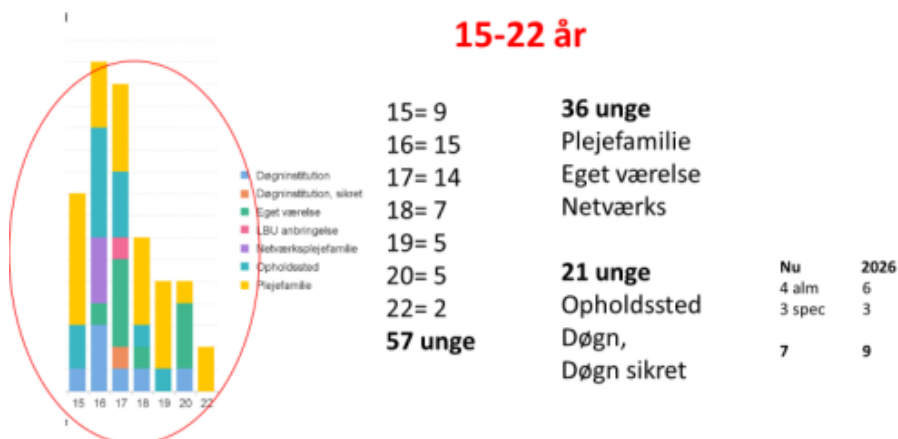 15-22 år
15 16 17 18 19 20 22
Døgninstitution
Døgninstitution, sikret
Eget værelse
LBU anbringelse
Netværksplejefamilie
Opholdssted
Plejefamilie
15= 9
16= 15
17= 14
18= 7
19= 5
20= 5
22= 2
57 unge
36 unge
Plejefamilie
Eget værelse
Netværks
21 unge
Opholdssted
Døgn,
Døgn sikret
Nu 2026
4 alm 6
3 spec 3
7 9